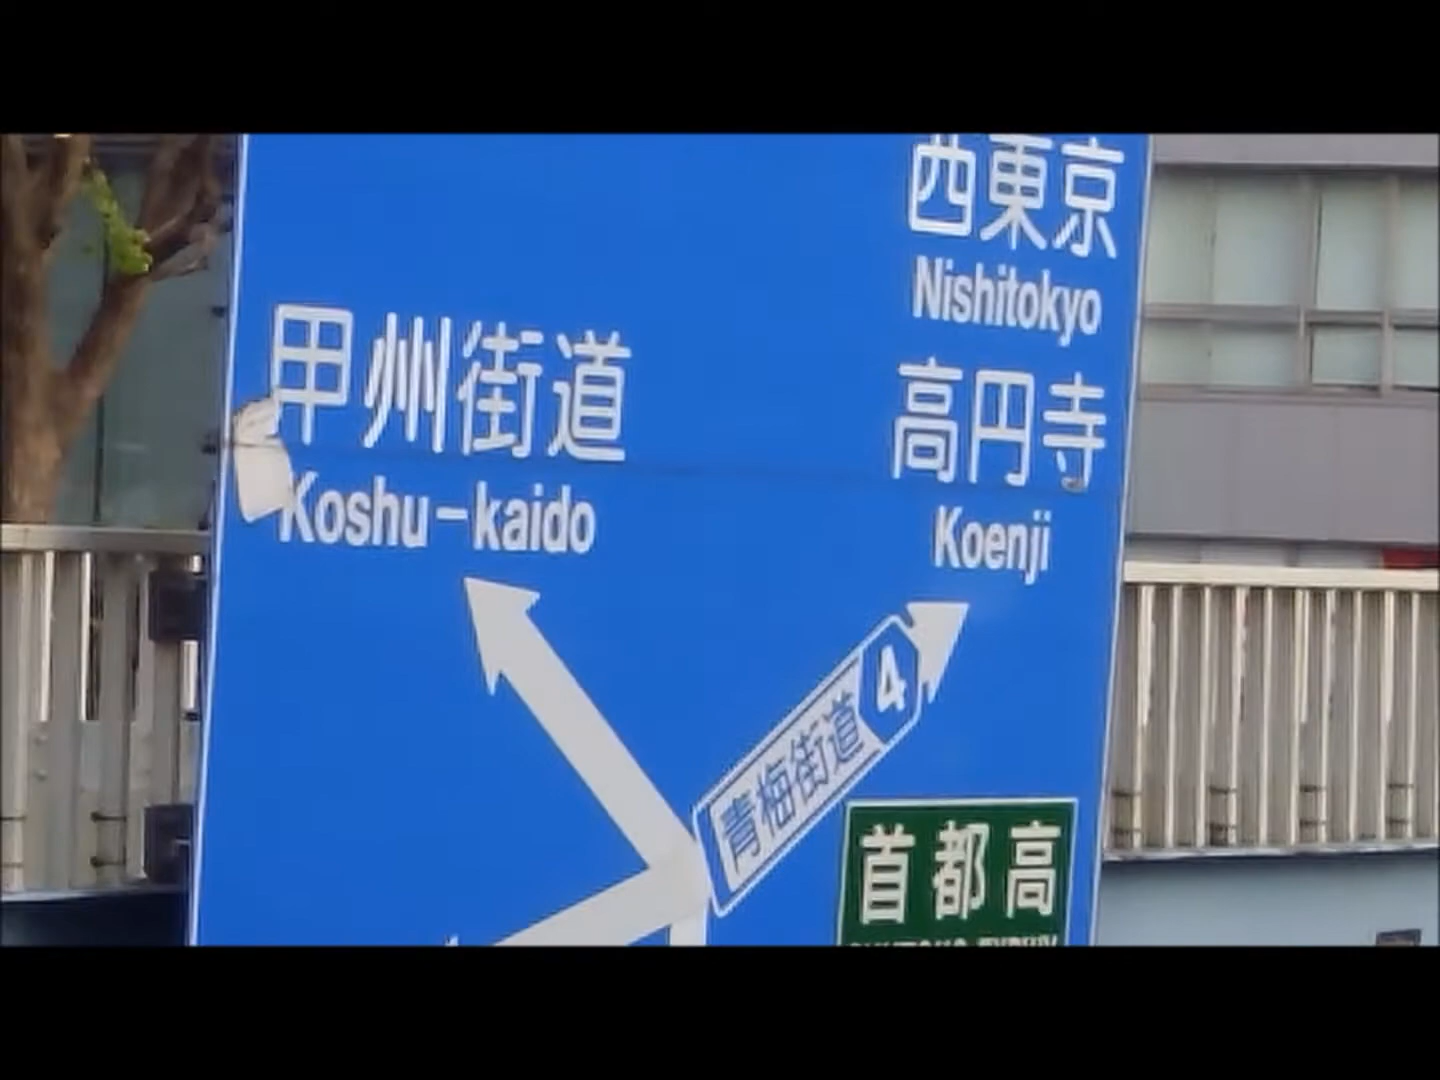 西東京
Nishitokyo
甲州街道
Koshu-kaido
高円寺
Koenji
青梅街道 4
首都高